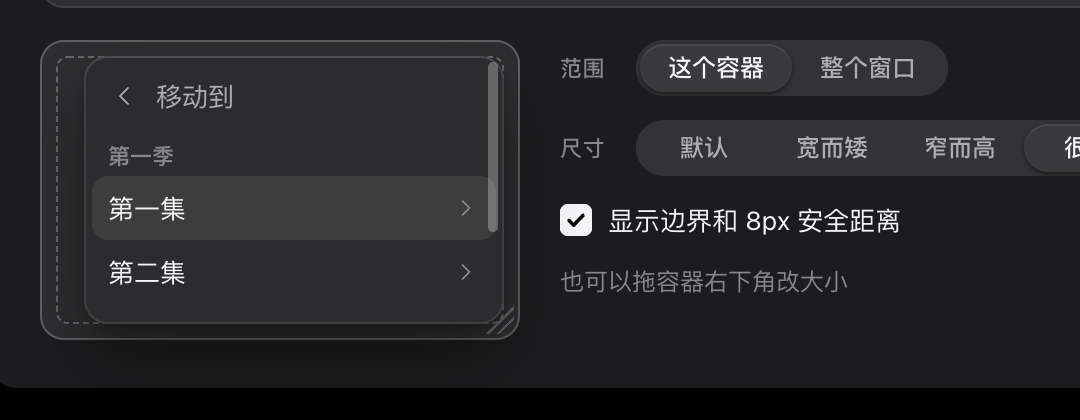 移动到
第一季
第一集
第二集
范围
这个容器
整个窗口
尺寸
默认
宽而矮
窄而高
很
显示边界和 8px 安全距离
也可以拖容器右下角改大小